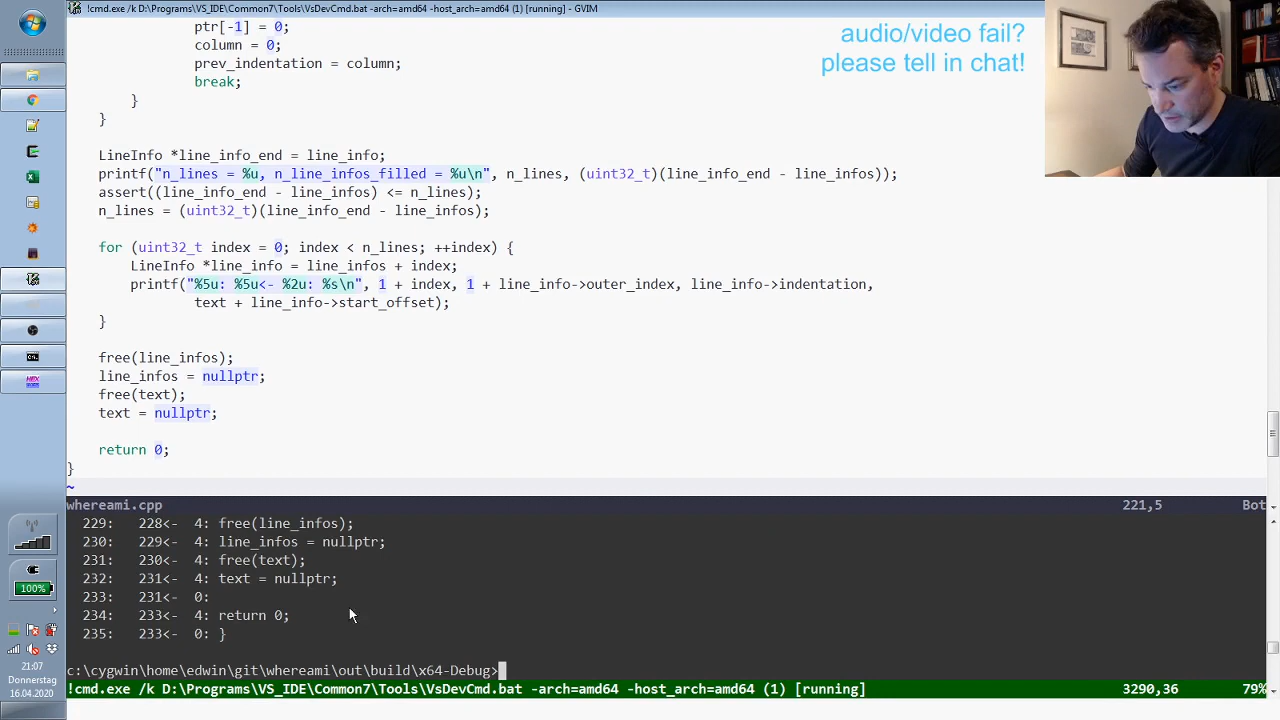 !cmd.exe /k D:\Programs\VS_IDE\Common7\Tools\VsDevCmd.bat -arch=amd64 -host_arch=amd64 (1) [running] - GVIM
ptr[-1] = 0;
column = 0;
prev_indentation = column;
break;
}
}
audio/video fail?
please tell in chat!
LineInfo *line_info_end = line_info;
printf("n_lines = %u, n_line_infos_filled = %u\n", n_lines, (uint32_t)(line_info_end - line_infos));
assert((line_info_end - line_infos) <= n_lines);
n_lines = (uint32_t)(line_info_end - line_infos);
for (uint32_t index = 0; index < n_lines; ++index) {
LineInfo *line_info = line_infos + index;
printf("%5u: %5u<- %2u: %s\n", 1 + index, 1 + line_info->outer_index, line_info->indentation,
text + line_info->start_offset);
}
free(line_infos);
line_infos = nullptr;
free(text);
text = nullptr;
return 0;
}
~
whereami.cpp 221,5 Bot
229: 228<- 4: free(line_infos);
230: 229<- 4: line_infos = nullptr;
231: 230<- 4: free(text);
232: 231<- 4: text = nullptr;
233: 231<- 0:
234: 233<- 4: return 0;
235: 233<- 0: }
c:\cygwin\home\edwin\git\whereami\out\build\x64-Debug>
!cmd.exe /k D:\Programs\VS_IDE\Common7\Tools\VsDevCmd.bat -arch=amd64 -host_arch=amd64 (1) [running] 3290,36 79%
100%
21:07
Donnerstag
16.04.2020